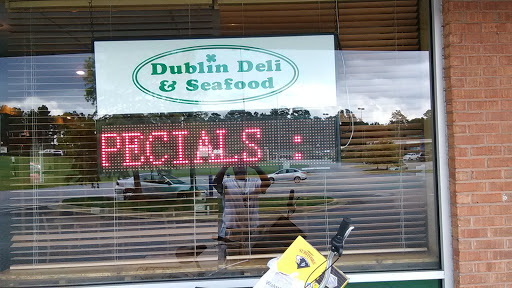 Dublin Deli
& Seafood
PECIALS :